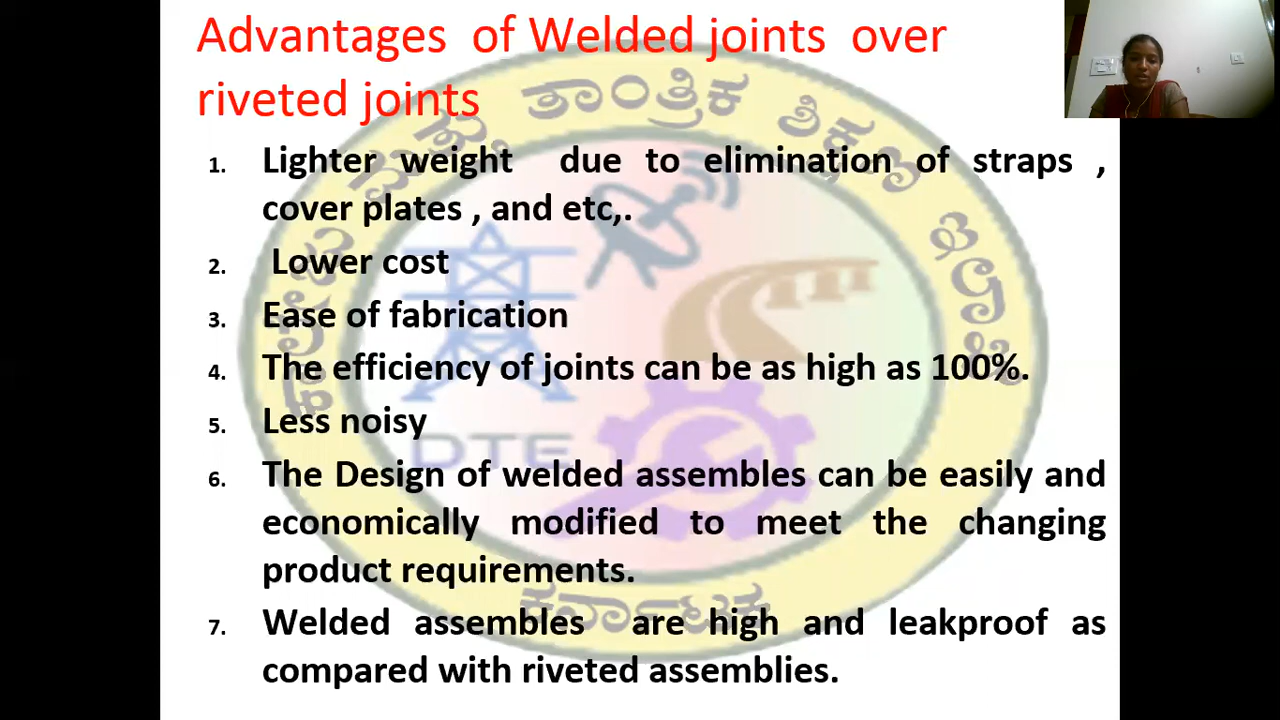 Advantages of Welded joints over
riveted joints
1. Lighter weight due to elimination of straps ,
cover plates , and etc,.
2. Lower cost
3. Ease of fabrication
4. The efficiency of joints can be as high as 100%.
5. Less noisy
6. The Design of welded assembles can be easily and
economically modified to meet the changing
product requirements.
7. Welded assembles are high and leakproof as
compared with riveted assemblies.
ತಾಂತ್ರಿಕ
DTE
ಕರ್ನಾಟಕ